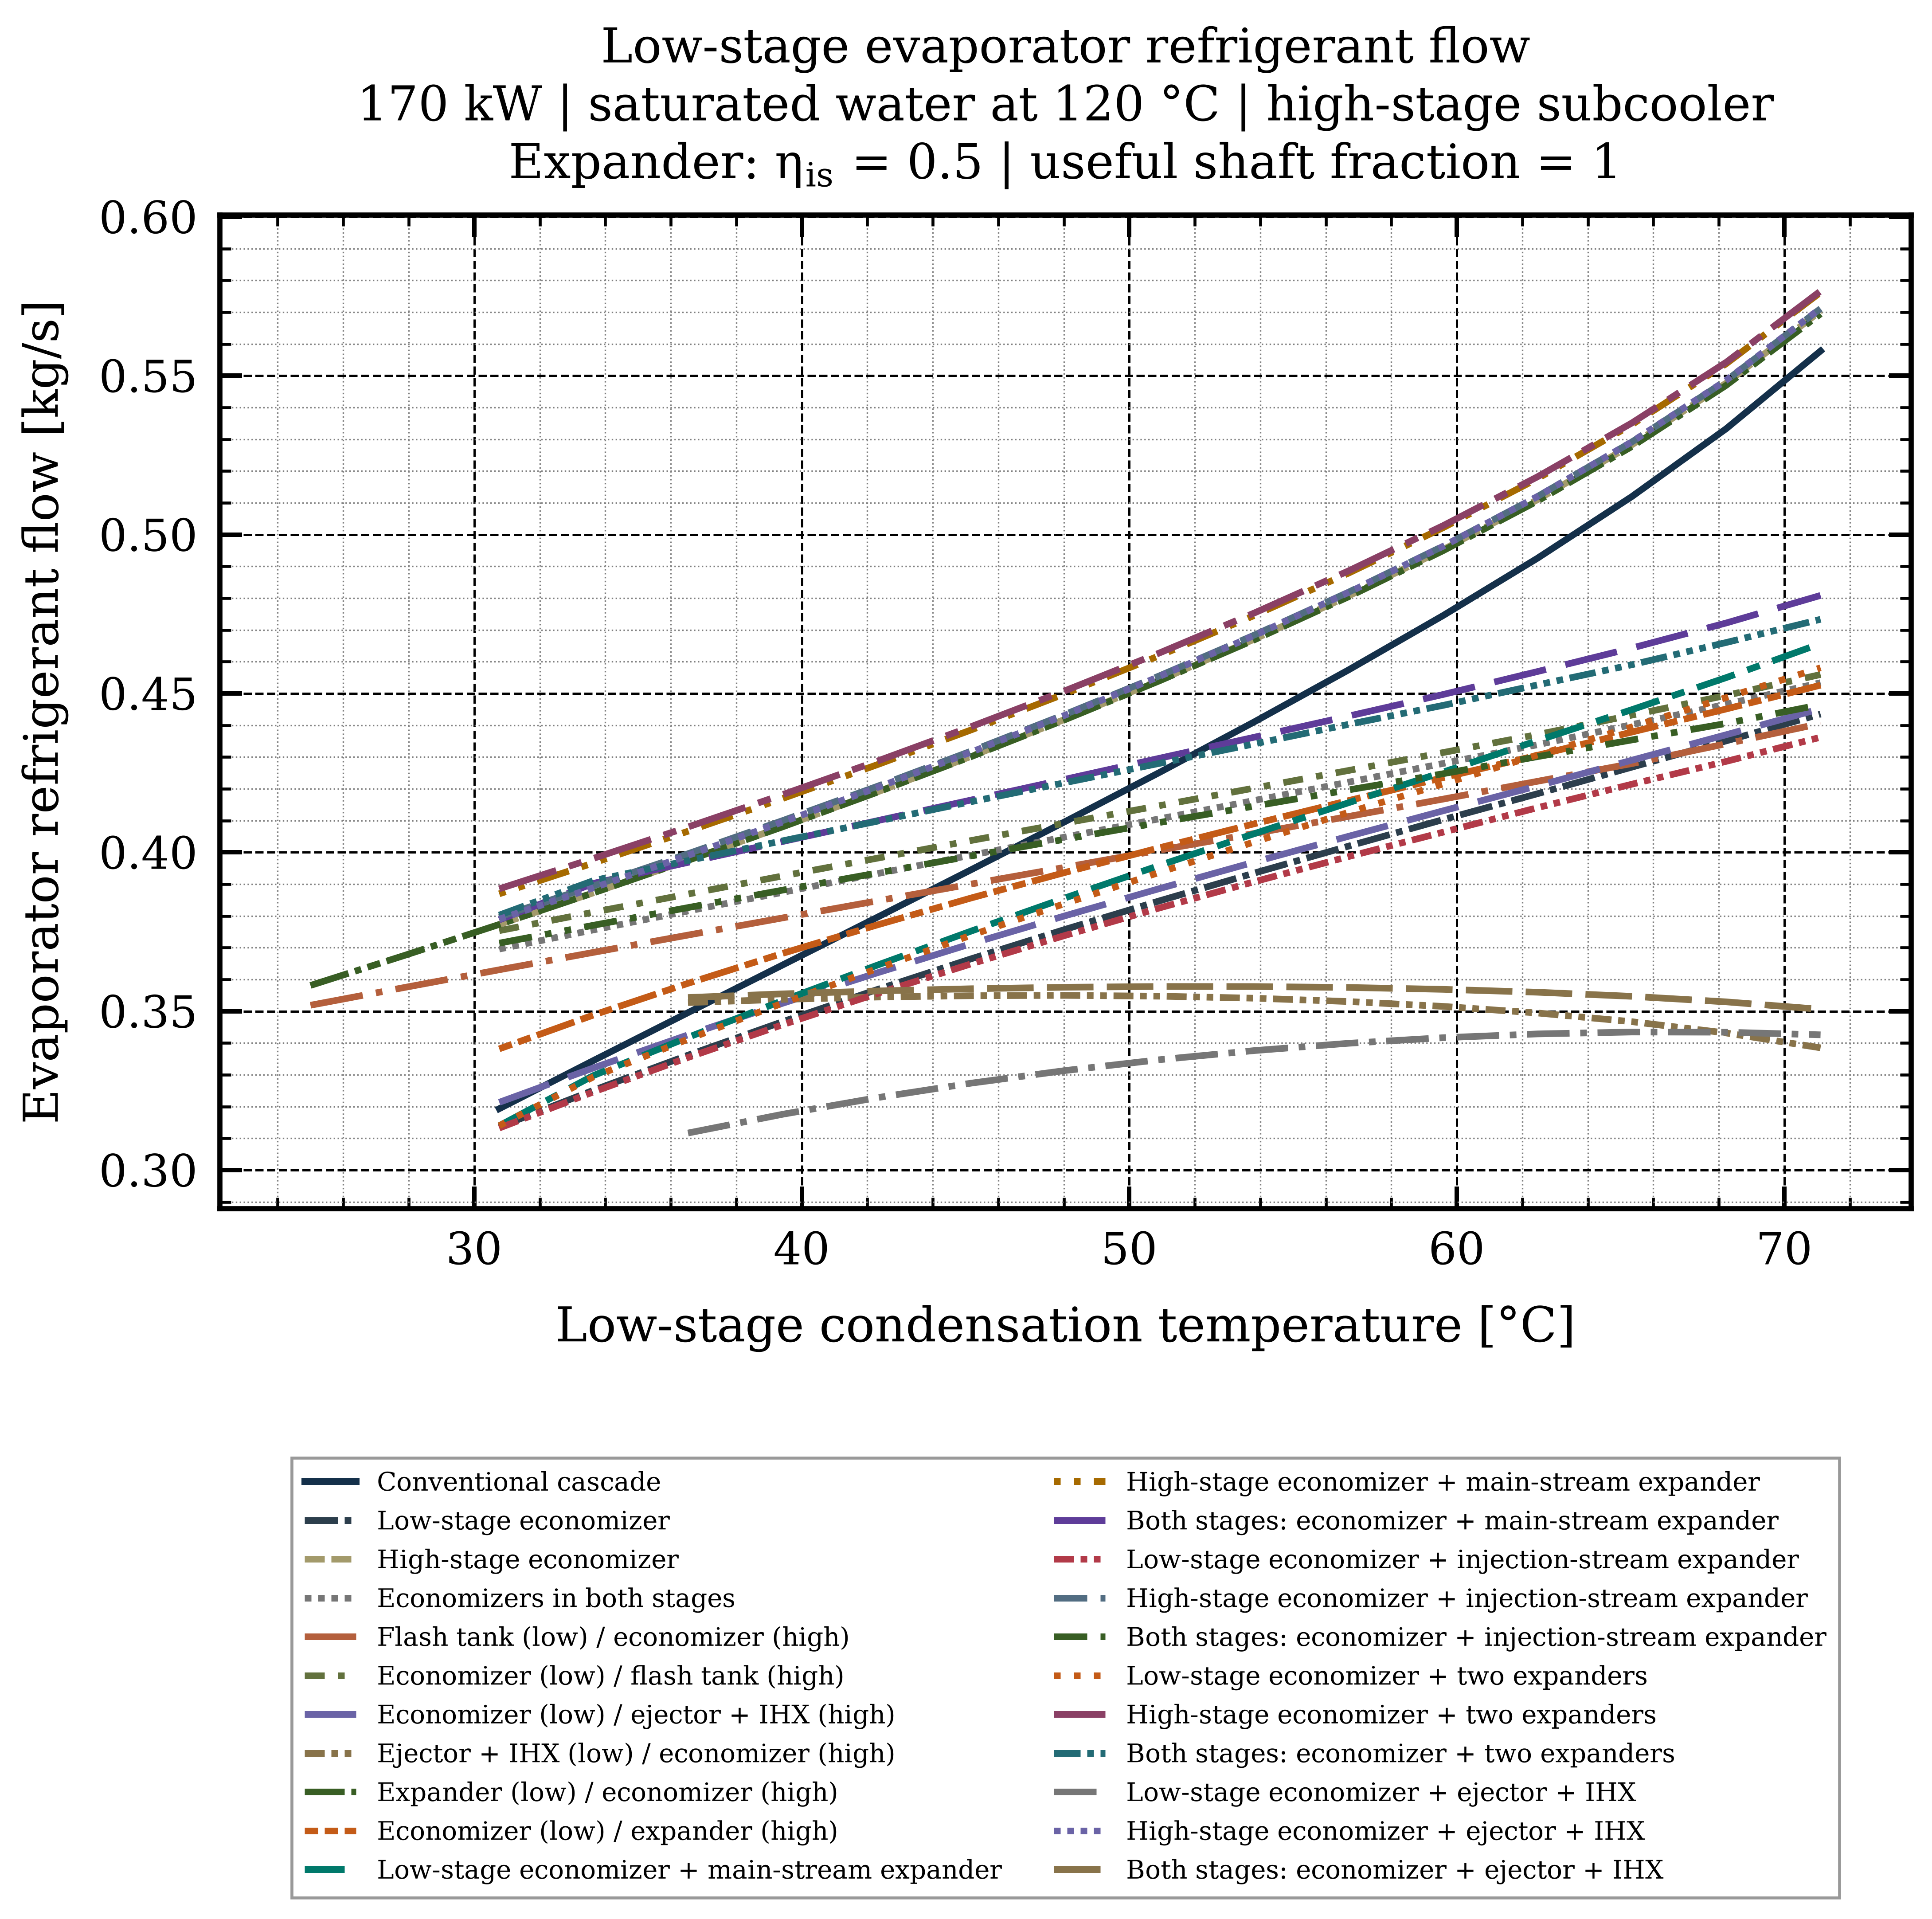 Low-stage evaporator refrigerant flow
170 kW | saturated water at 120 °C | high-stage subcooler
Expander: ηis = 0.5 | useful shaft fraction = 1
Evaporator refrigerant flow [kg/s]
0.60
0.55
0.50
0.45
0.40
0.35
0.30
30 40 50 60 70
Low-stage condensation temperature [°C]
Conventional cascade
Low-stage economizer
High-stage economizer
Economizers in both stages
Flash tank (low) / economizer (high)
Economizer (low) / flash tank (high)
Economizer (low) / ejector + IHX (high)
Ejector + IHX (low) / economizer (high)
Expander (low) / economizer (high)
Economizer (low) / expander (high)
Low-stage economizer + main-stream expander
High-stage economizer + main-stream expander
Both stages: economizer + main-stream expander
Low-stage economizer + injection-stream expander
High-stage economizer + injection-stream expander
Both stages: economizer + injection-stream expander
Low-stage economizer + two expanders
High-stage economizer + two expanders
Both stages: economizer + two expanders
Low-stage economizer + ejector + IHX
High-stage economizer + ejector + IHX
Both stages: economizer + ejector + IHX